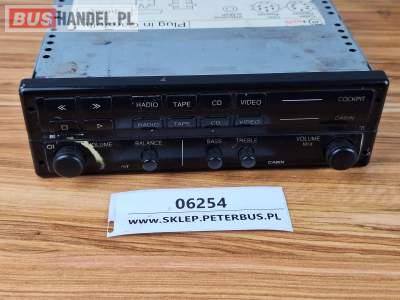 BUSHANDEL.PL
Plug in
RADIO TAPE CD VIDEO COCKPIT
RADIO TAPE CD VIDEO CABIN
VOLUME BALANCE BASS TREBLE VOLUME
CABIN
06254
WWW.SKLEP.PETERBUS.PL